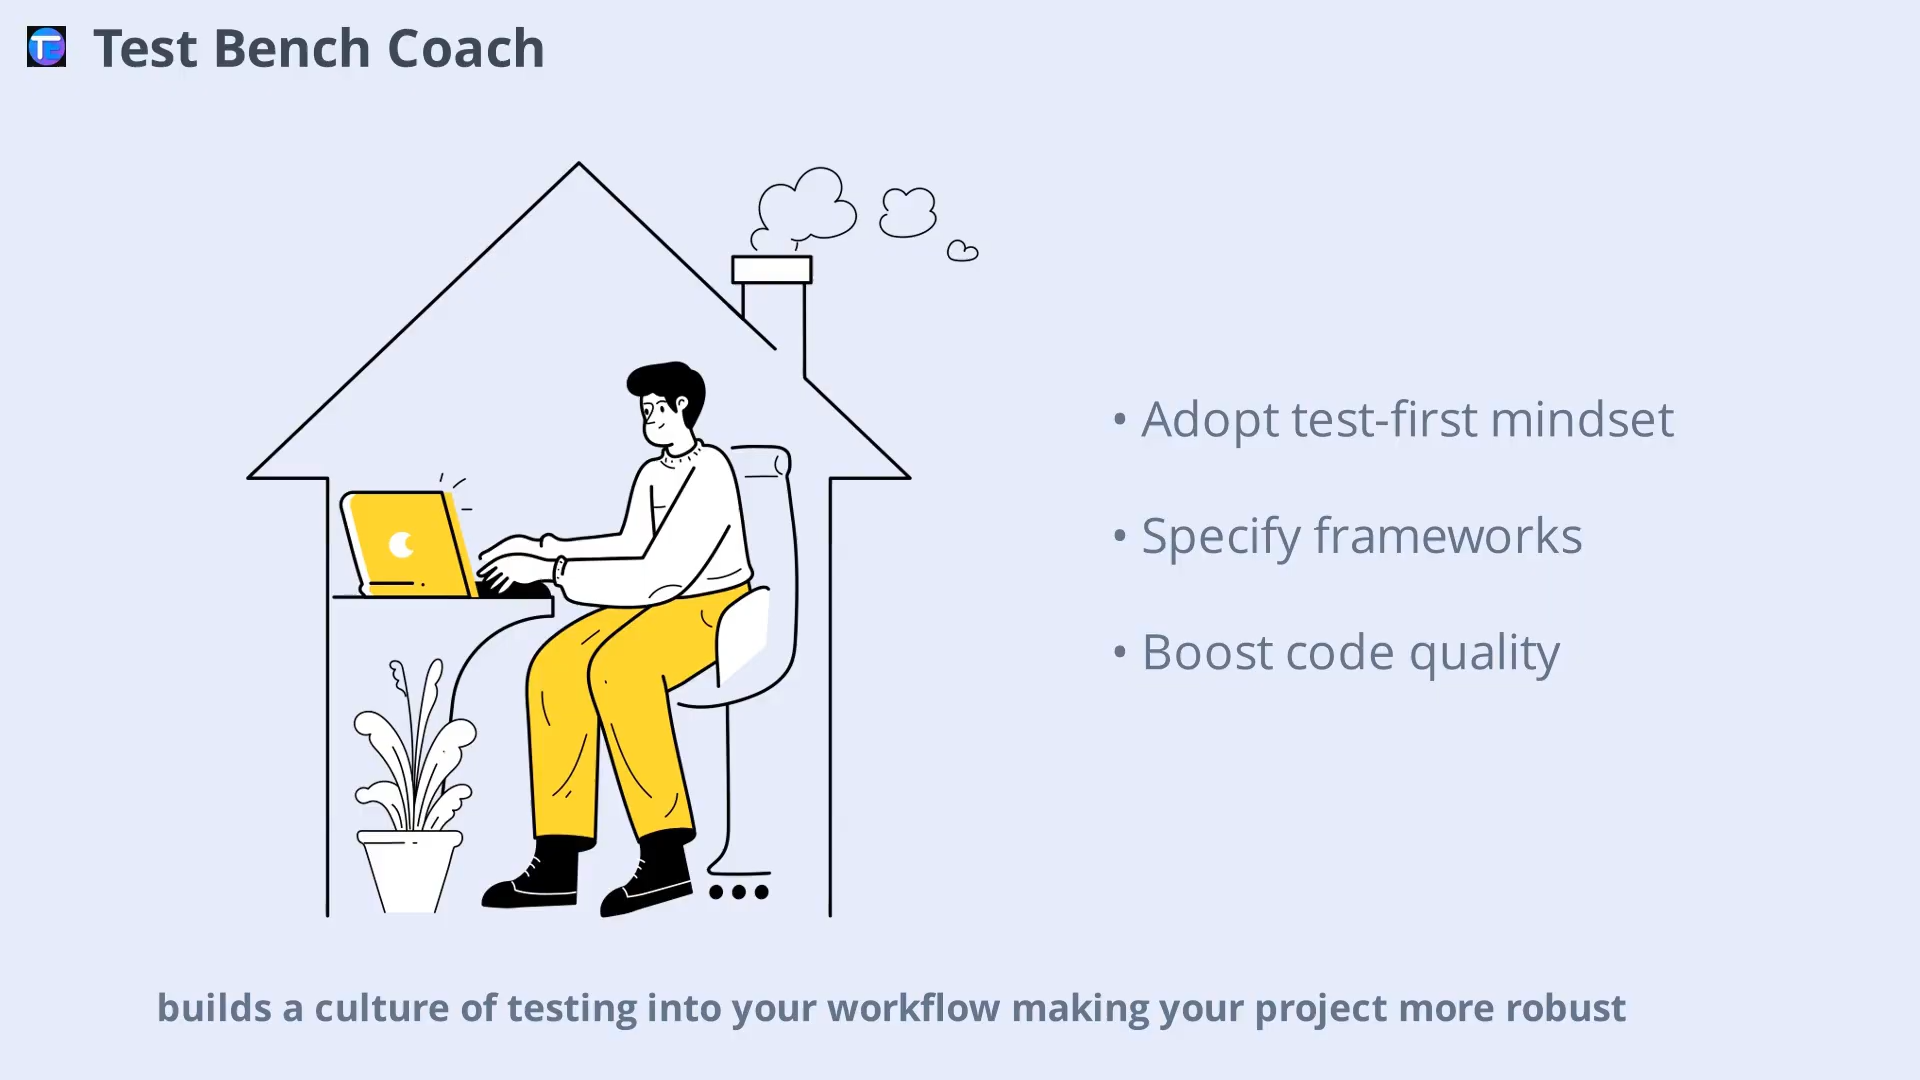 Test Bench Coach
• Adopt test-first mindset
• Specify frameworks
• Boost code quality
builds a culture of testing into your workflow making your project more robust